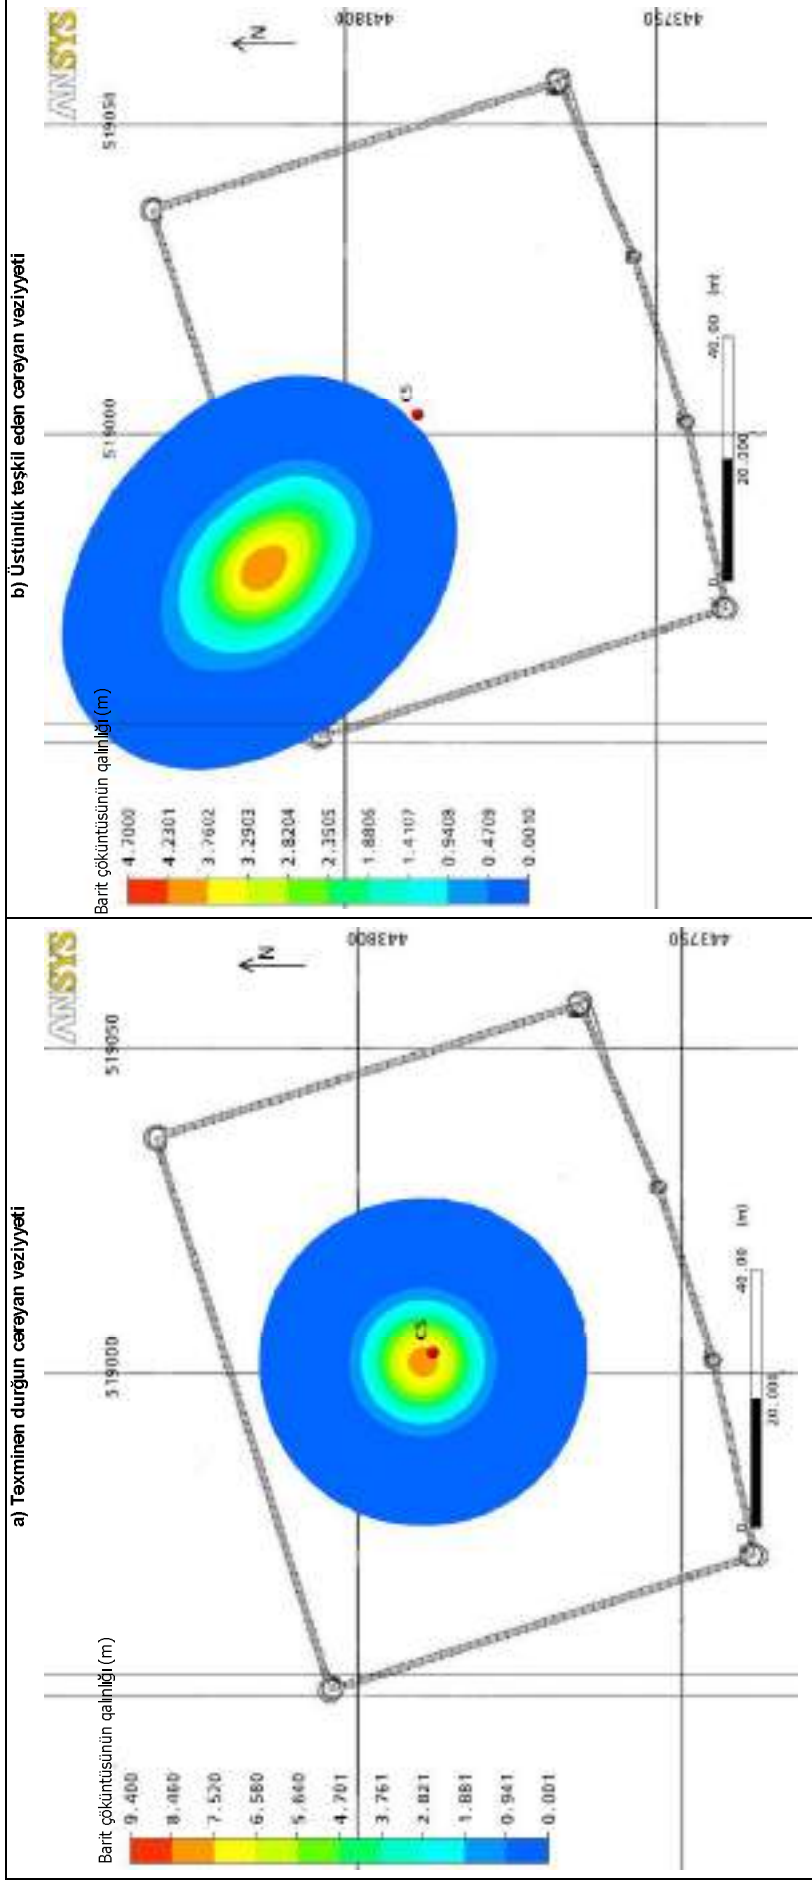 a) Təxminən durğun cərəyan vəziyyəti
Barit çöküntüsünün qalınlığı (m)
9.400
8.460
7.520
6.580
5.640
4.701
3.761
2.821
1.881
0.941
0.001
ANSYS
519000
519050
443800
443750
N
CS
0
20.000
40.00 (m)
b) Üstünlük təşkil edən cərəyan vəziyyəti
Barit çöküntüsünün qalınlığı (m)
4.7000
4.2301
3.7602
3.2903
2.8204
2.3505
1.8806
1.4107
0.9408
0.4709
0.0010
ANSYS
519000
519050
443800
443750
N
CS
0
20.000
40.00 (m)